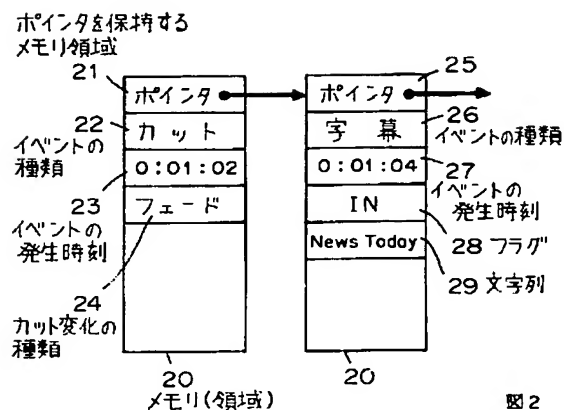 ポインタを保持する
メモリ領域
21
25
ポインタ
ポインタ
22
26
カット
字幕
イベントの
種類
イベントの種類
0:01:02
0:01:04
27
23
フェード
IN
イベントの
発生時刻
イベントの
発生時刻
28 フラグ
News Today
24
29 文字列
カット変化の
種類
20
20
メモリ(領域)
図2